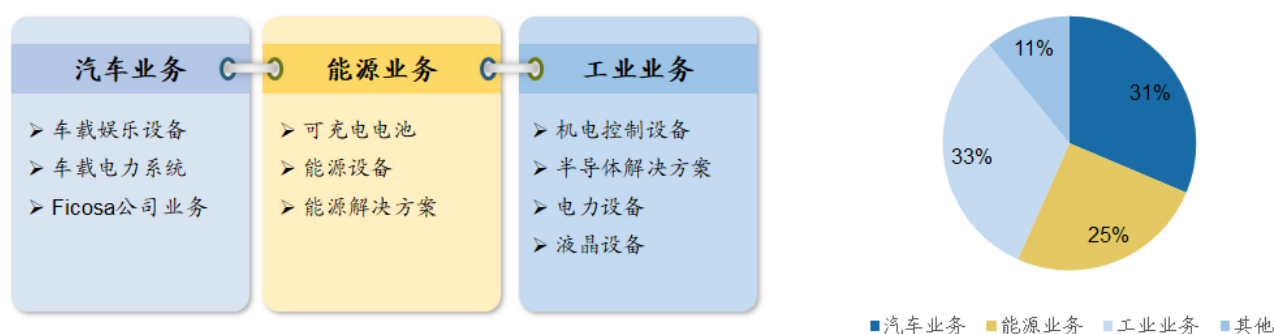 汽车业务
➢ 车载娱乐设备
➢ 车载电力系统
➢ Ficosa公司业务
能源业务
➢ 可充电电池
➢ 能源设备
➢ 能源解决方案
工业业务
➢ 机电控制设备
➢ 半导体解决方案
➢ 电力设备
➢ 液晶设备
11%
31%
33%
25%
汽车业务 能源业务 工业业务 其他